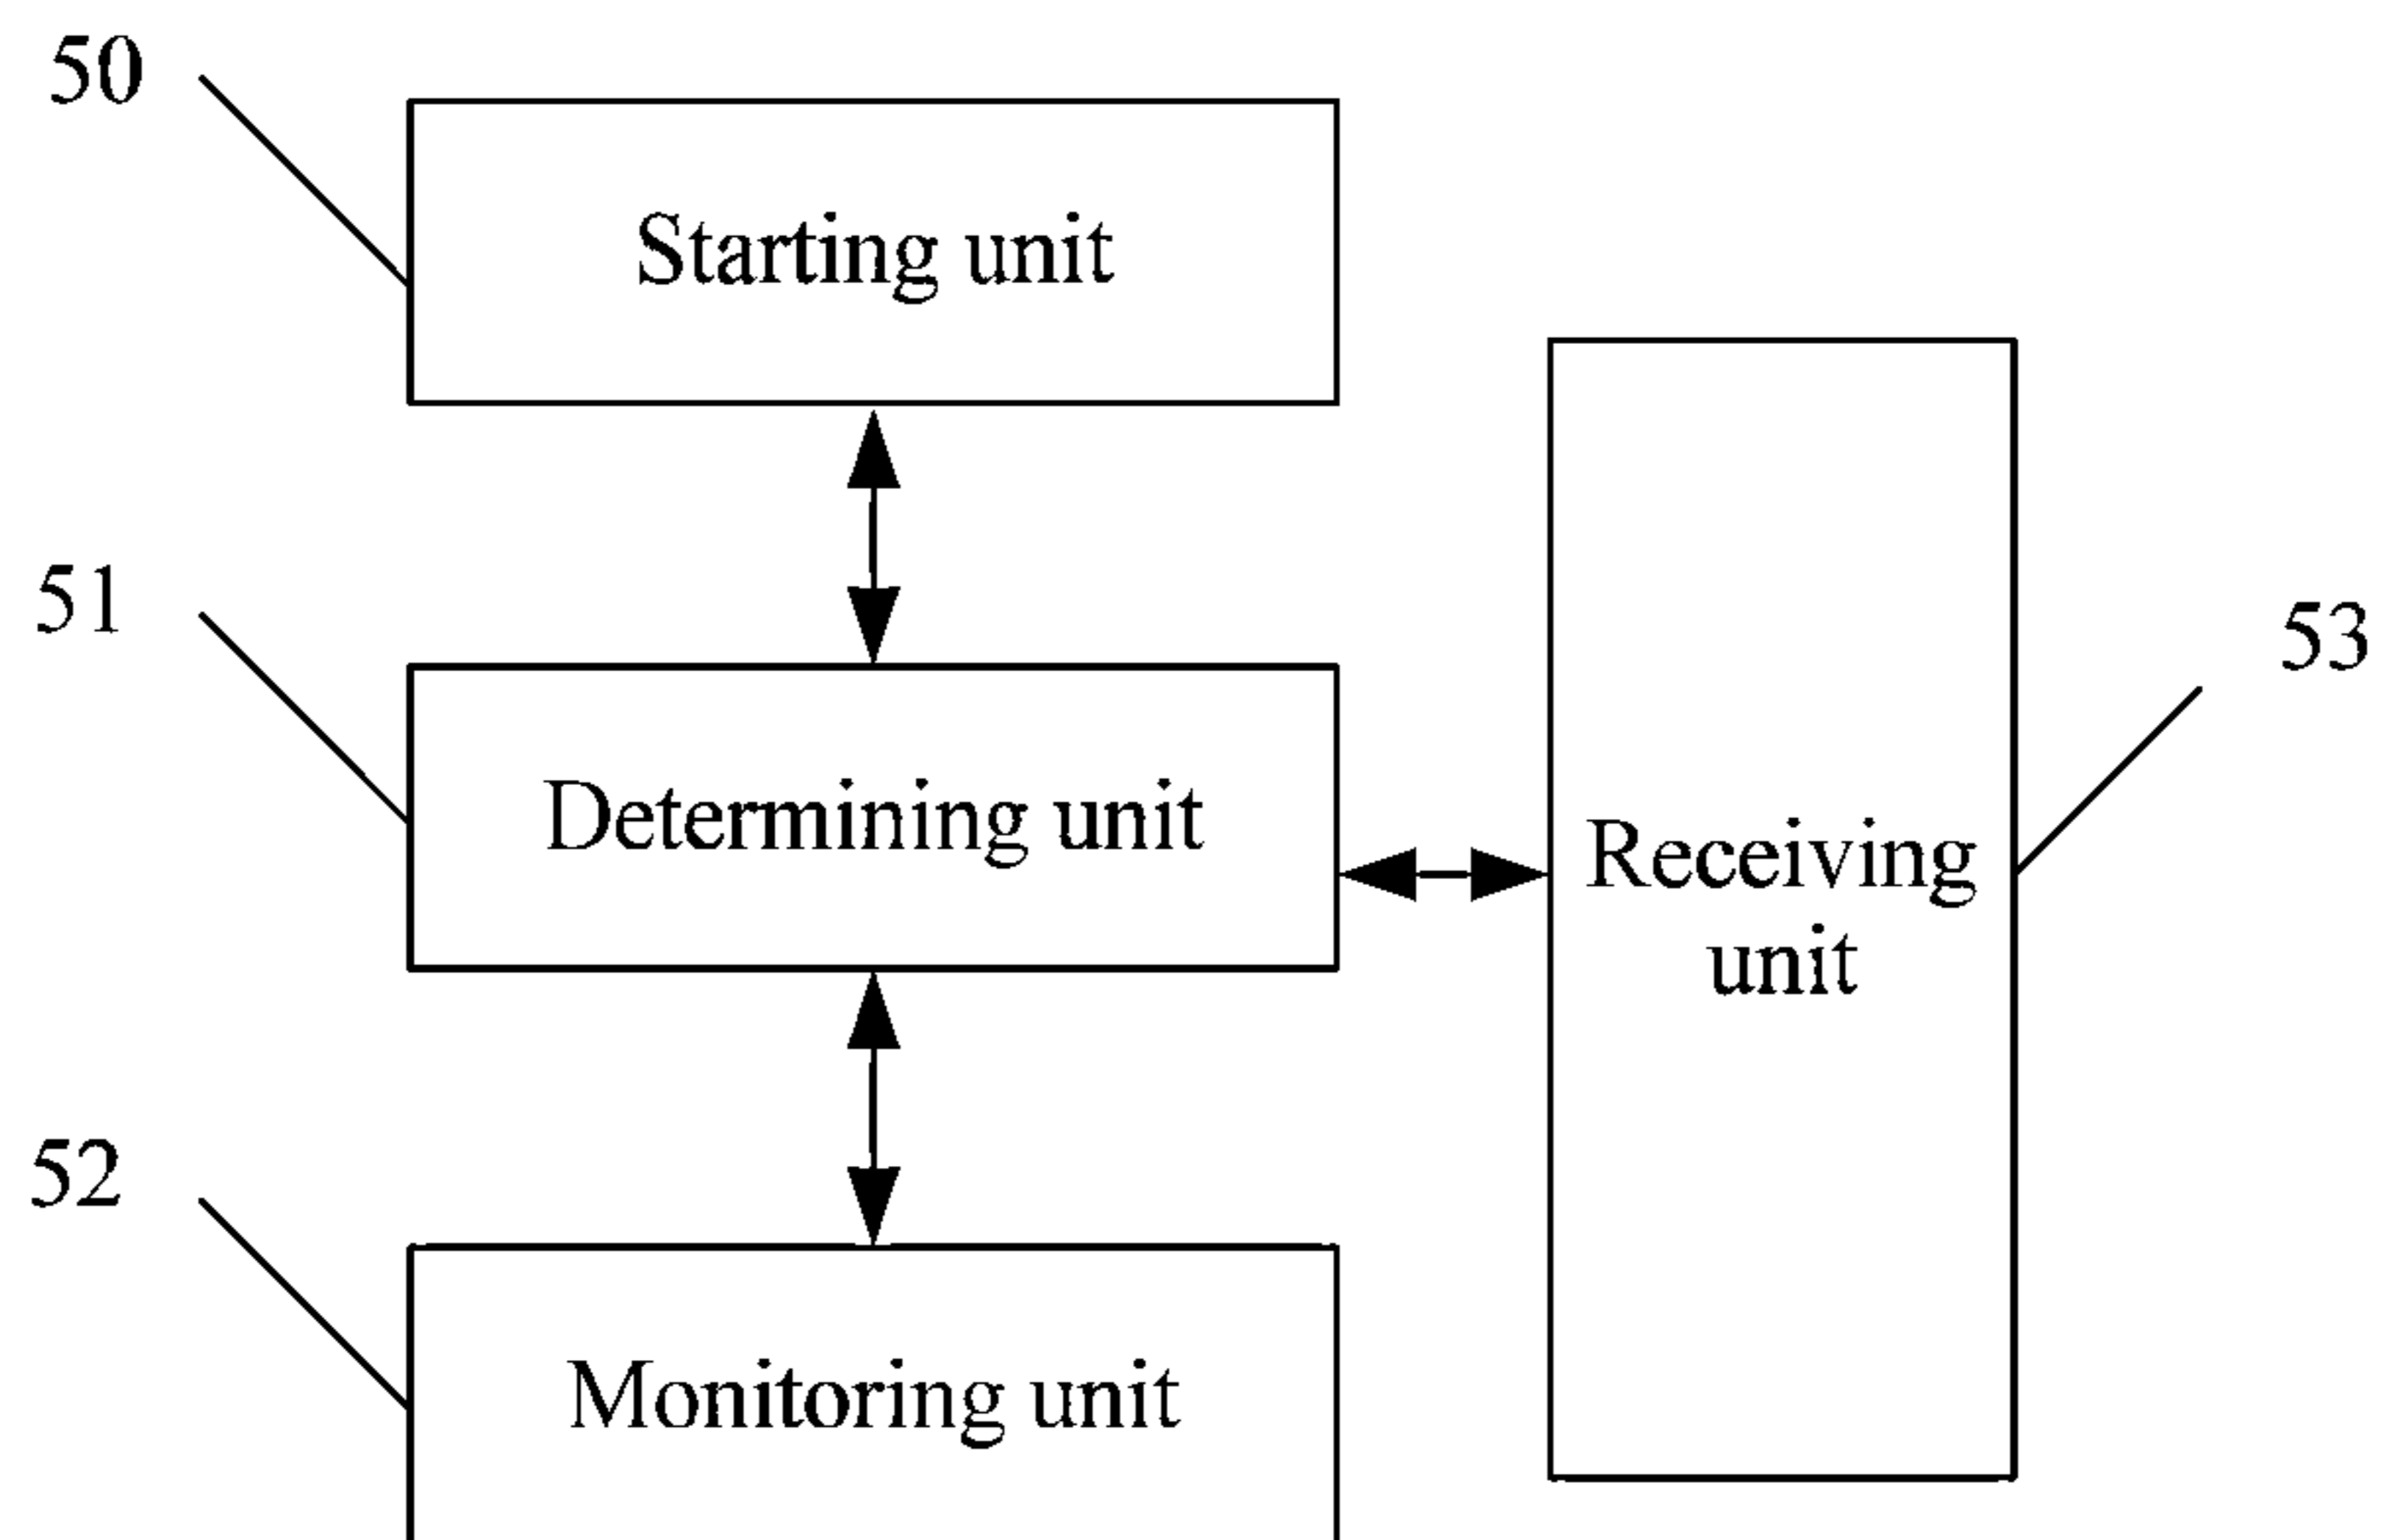 50
Starting unit
51
Determining unit
53
Receiving
unit
52
Monitoring unit